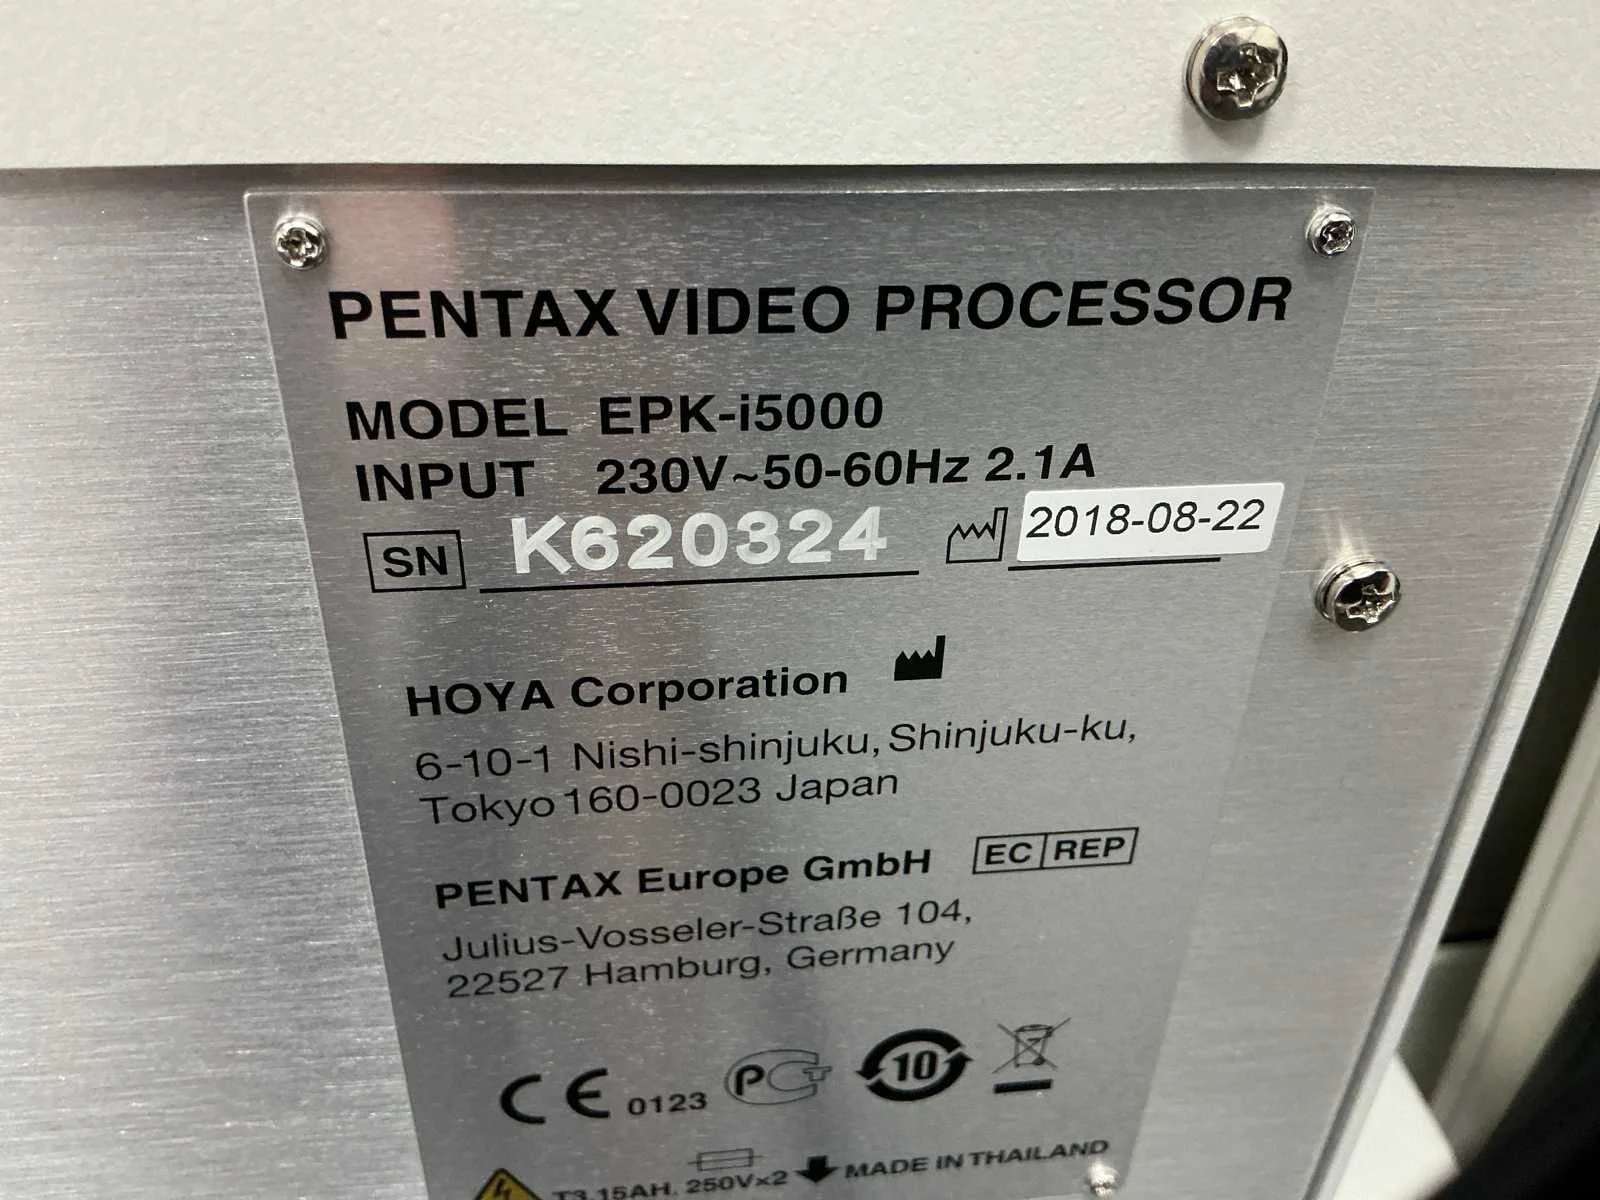 PENTAX VIDEO PROCESSOR
MODEL EPK-i5000
INPUT 230V~50-60Hz 2.1A
SN K620324 2018-08-22
HOYA Corporation
6-10-1 Nishi-shinjuku, Shinjuku-ku,
Tokyo 160-0023 Japan
PENTAX Europe GmbH EC REP
Julius-Vosseler-Straße 104,
22527 Hamburg, Germany
CE 0123 PCT 10
T3.15AH, 250V×2 MADE IN THAILAND